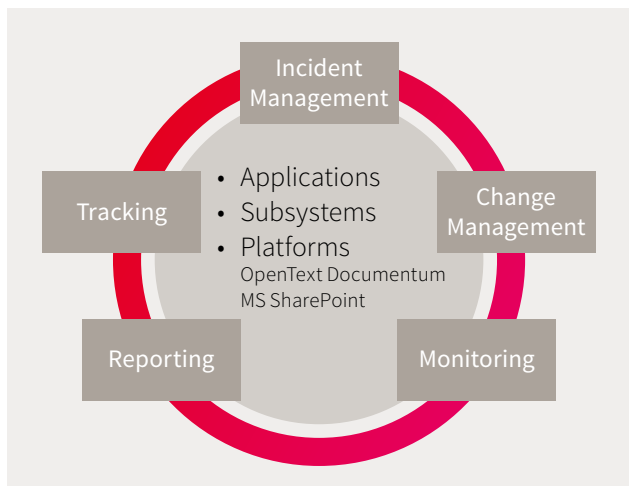 Incident
Management
Tracking
• Applications
• Subsystems
• Platforms
OpenText Documentum
MS SharePoint
Change
Management
Reporting
Monitoring